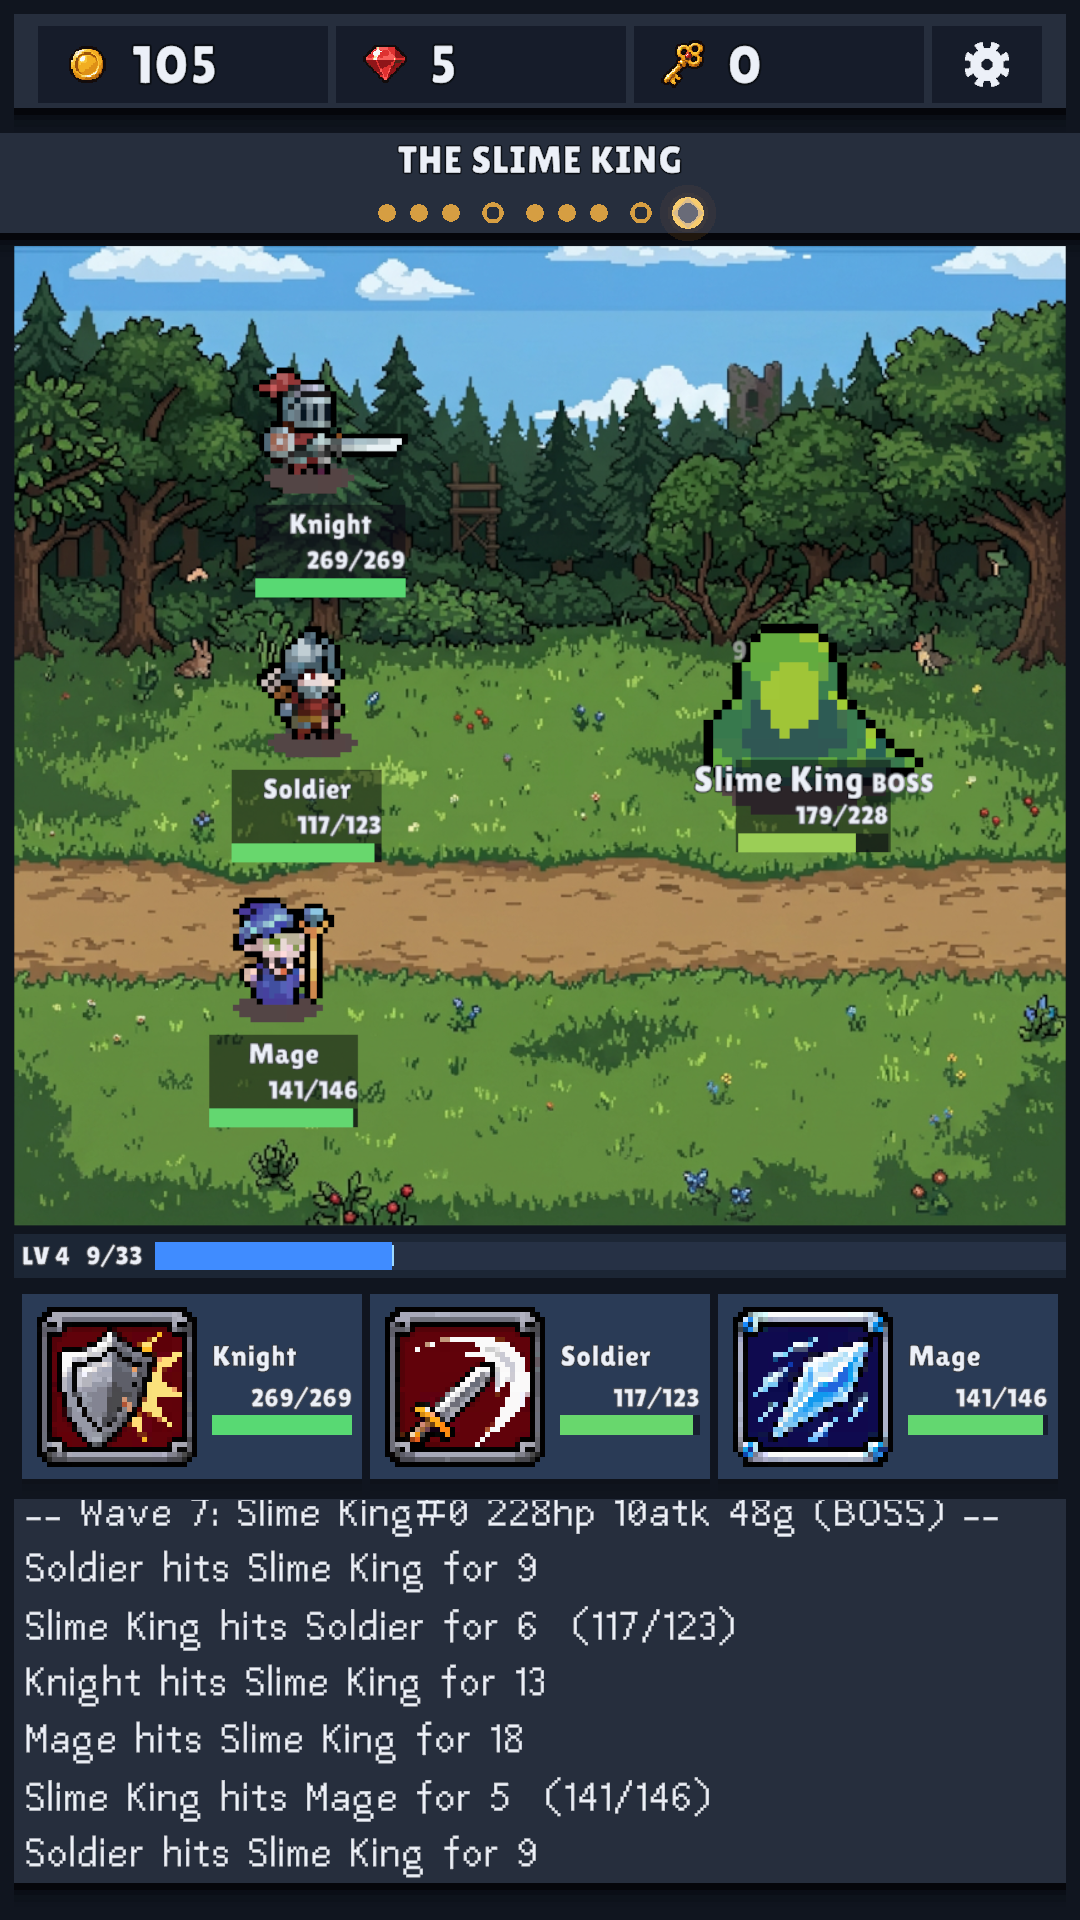 105 5 0
THE SLIME KING
Knight
269/269
9
Soldier
117/123
Slime King BOSS
179/228
Mage
141/146
LV 4 9/33
Knight
269/269
Soldier
117/123
Mage
141/146
-- Wave 7: Slime King#0 228hp 10atk 48g (BOSS) --
Soldier hits Slime King for 9
Slime King hits Soldier for 6 (117/123)
Knight hits Slime King for 13
Mage hits Slime King for 18
Slime King hits Mage for 5 (141/146)
Soldier hits Slime King for 9